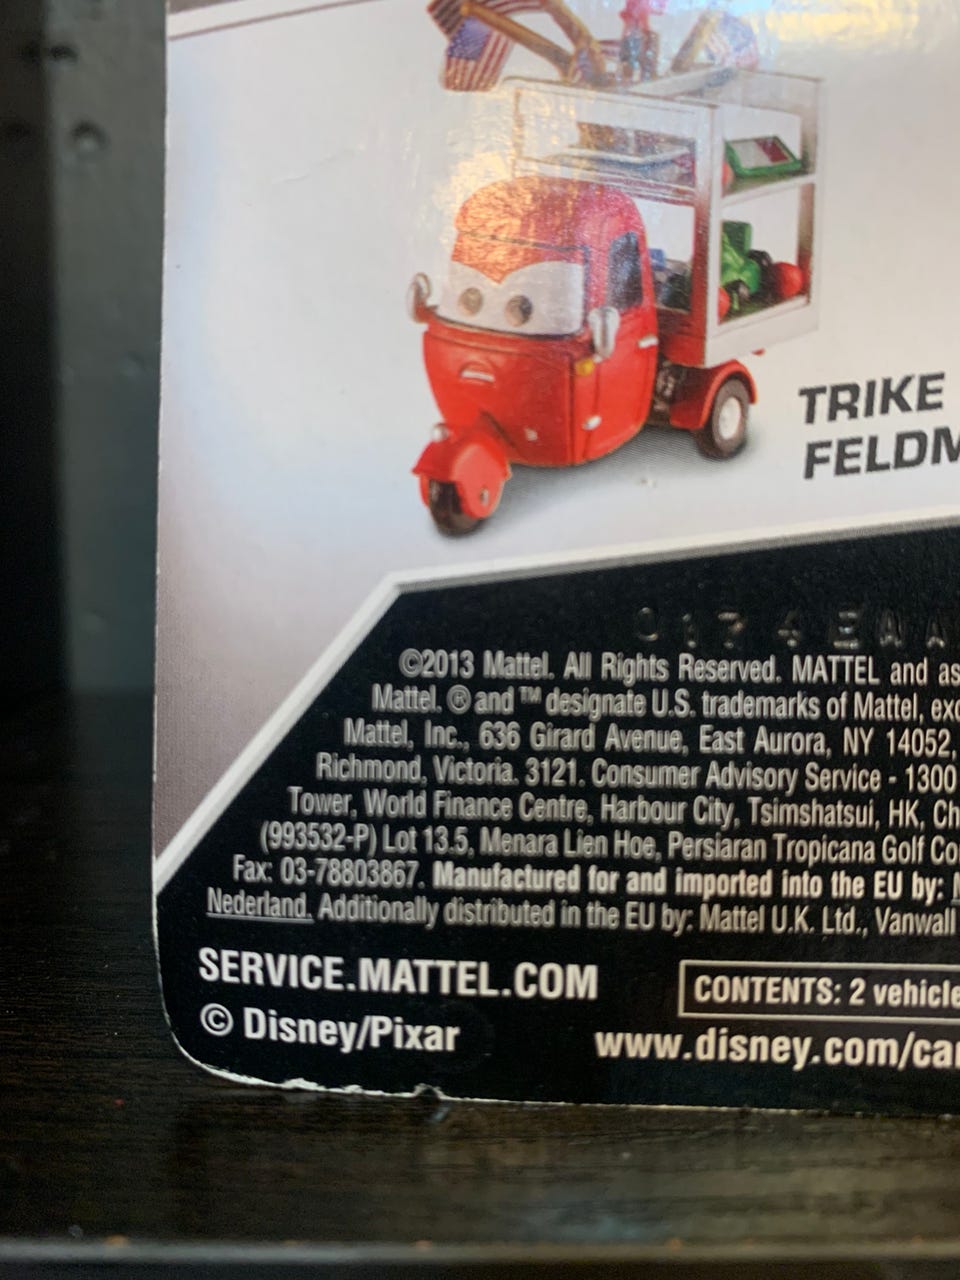 TRIKE
FELDM
0174EAA
©2013 Mattel. All Rights Reserved. MATTEL and as
Mattel. ® and ™ designate U.S. trademarks of Mattel, exc
Mattel, Inc., 636 Girard Avenue, East Aurora, NY 14052,
Richmond, Victoria. 3121. Consumer Advisory Service - 1300
Tower, World Finance Centre, Harbour City, Tsimshatsui, HK, Ch
(993532-P) Lot 13.5, Menara Lien Hoe, Persiaran Tropicana Golf Co
Fax: 03-78803867. Manufactured for and imported into the EU by: M
Nederland. Additionally distributed in the EU by: Mattel U.K. Ltd., Vanwall
SERVICE.MATTEL.COM
CONTENTS: 2 vehicle
© Disney/Pixar
www.disney.com/car